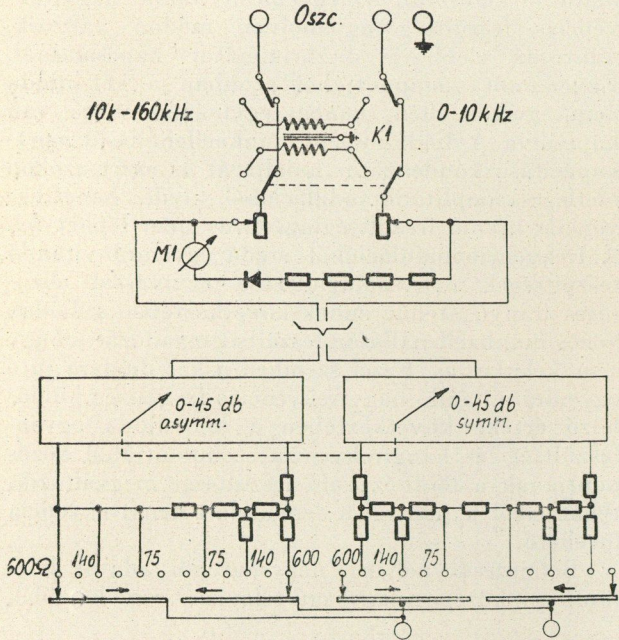 Oszc.
10k-160kHz
K1
0-10kHz
M1
0-45 db
asymm.
0-45 db
symm.
600Ω 140 75 75 140 600 600 140 75